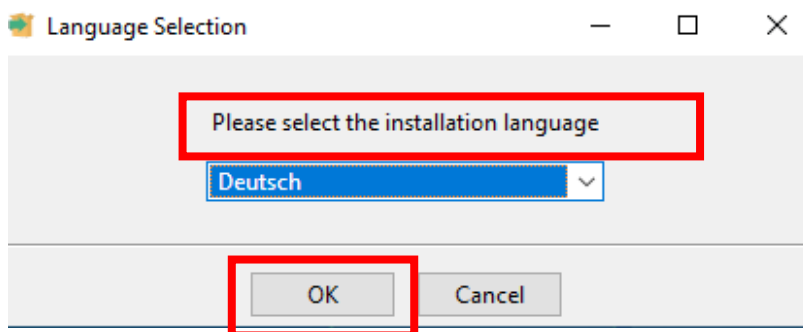 Language Selection
Please select the installation language
Deutsch
OK
Cancel